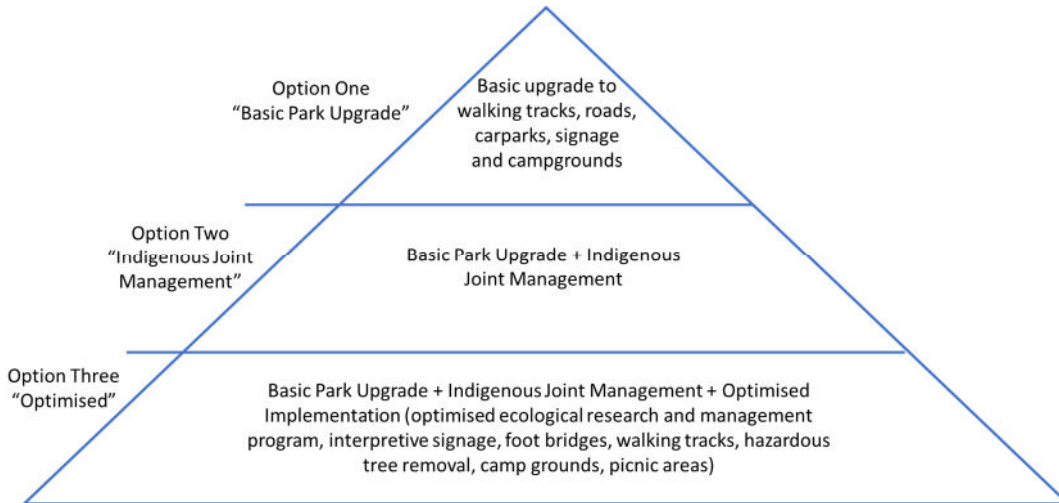 Option One
“Basic Park Upgrade”
Basic upgrade to
walking tracks, roads,
carparks, signage
and campgrounds
Option Two
“Indigenous Joint
Management”
Basic Park Upgrade + Indigenous
Joint Management
Option Three
“Optimised”
Basic Park Upgrade + Indigenous Joint Management + Optimised
Implementation (optimised ecological research and management
program, interpretive signage, foot bridges, walking tracks, hazardous
tree removal, camp grounds, picnic areas)